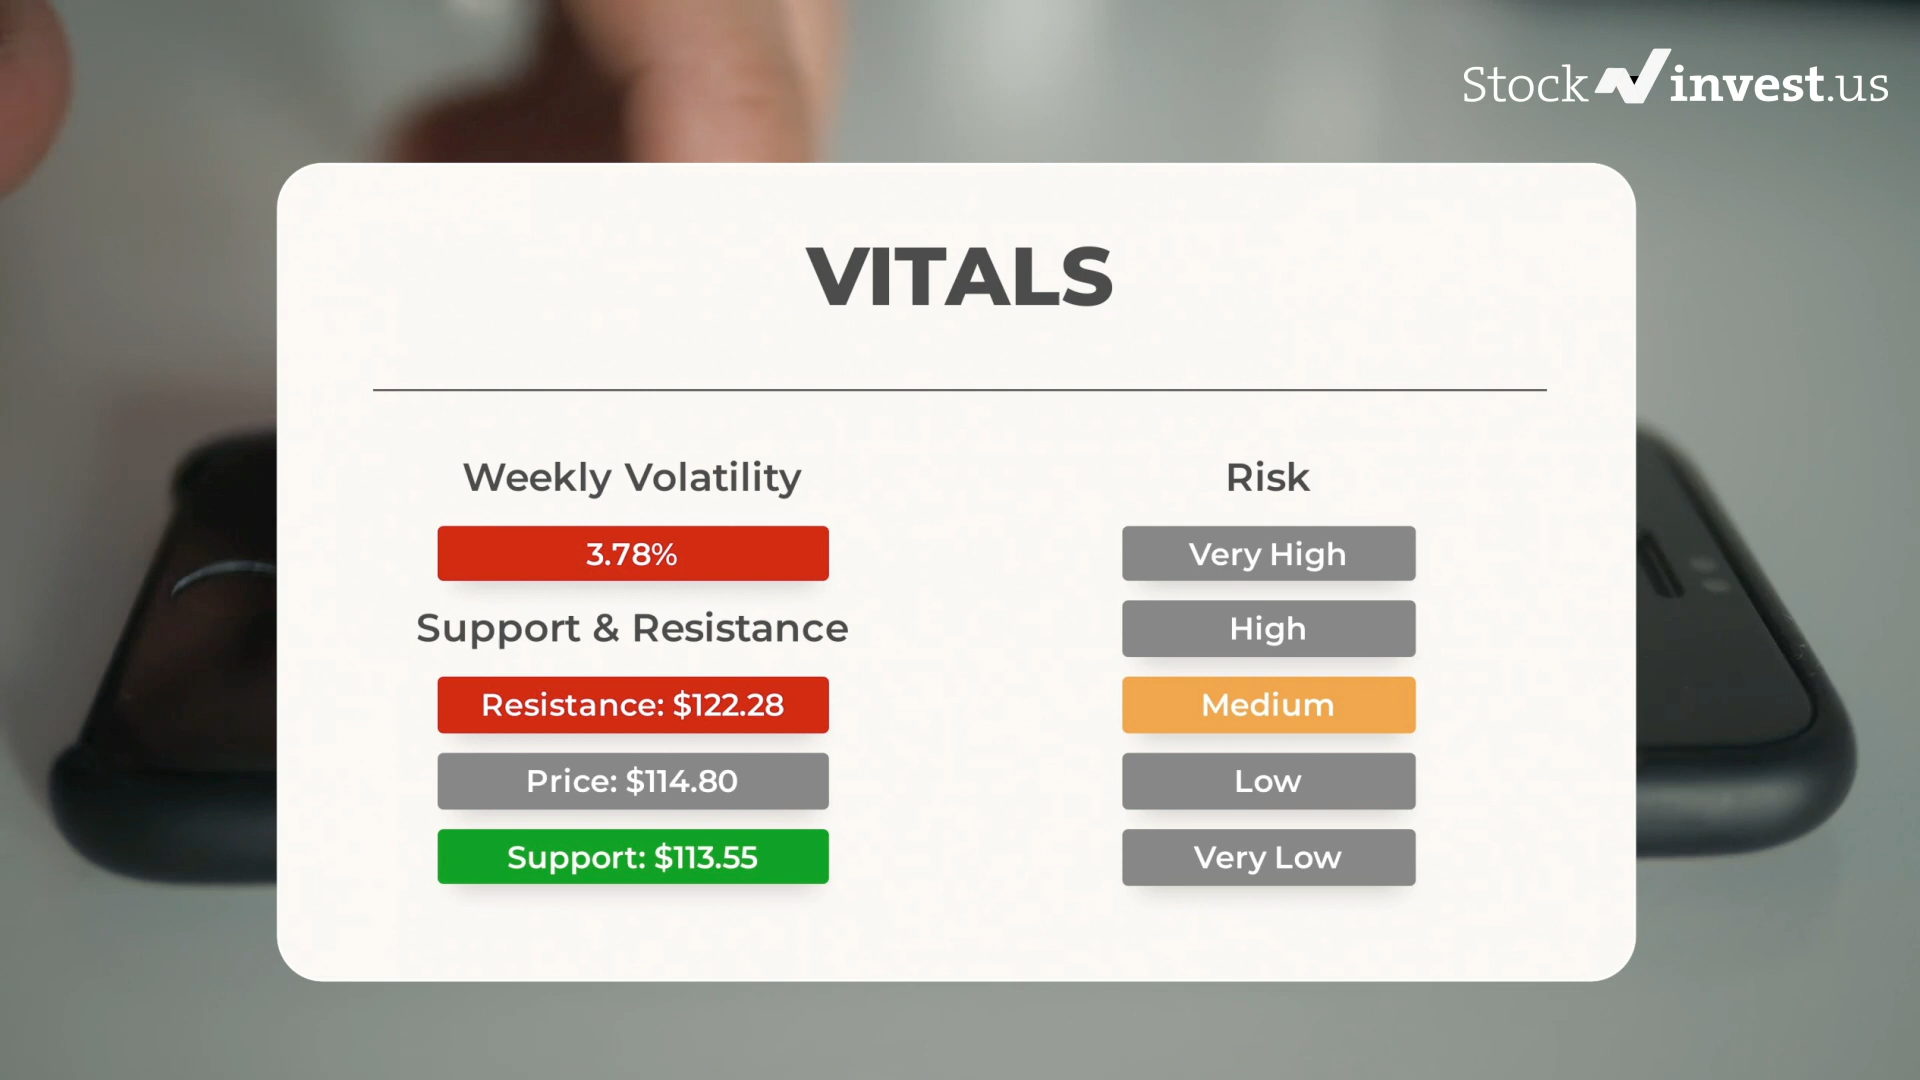 Stock invest.us
VITALS
Weekly Volatility
3.78%
Support & Resistance
Resistance: $122.28
Price: $114.80
Support: $113.55
Risk
Very High
High
Medium
Low
Very Low